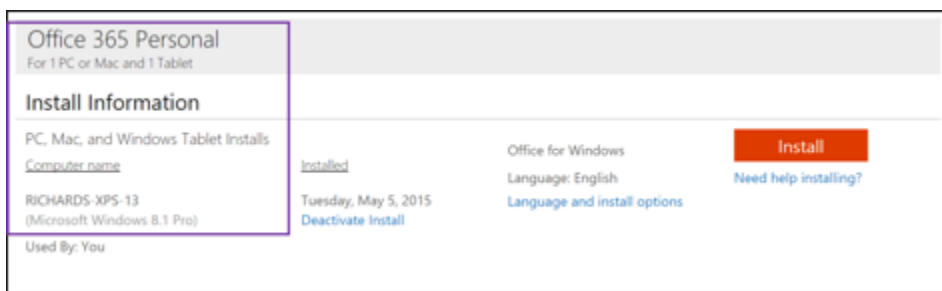 Office 365 Personal
For 1 PC or Mac and 1 Tablet
Install Information
PC, Mac, and Windows Tablet Installs
Computer name
RICHARDS-XPS-13
(Microsoft Windows 8.1 Pro)
Used By: You
Installed
Tuesday, May 5, 2015
Deactivate Install
Office for Windows
Language: English
Language and install options
Install
Need help installing?